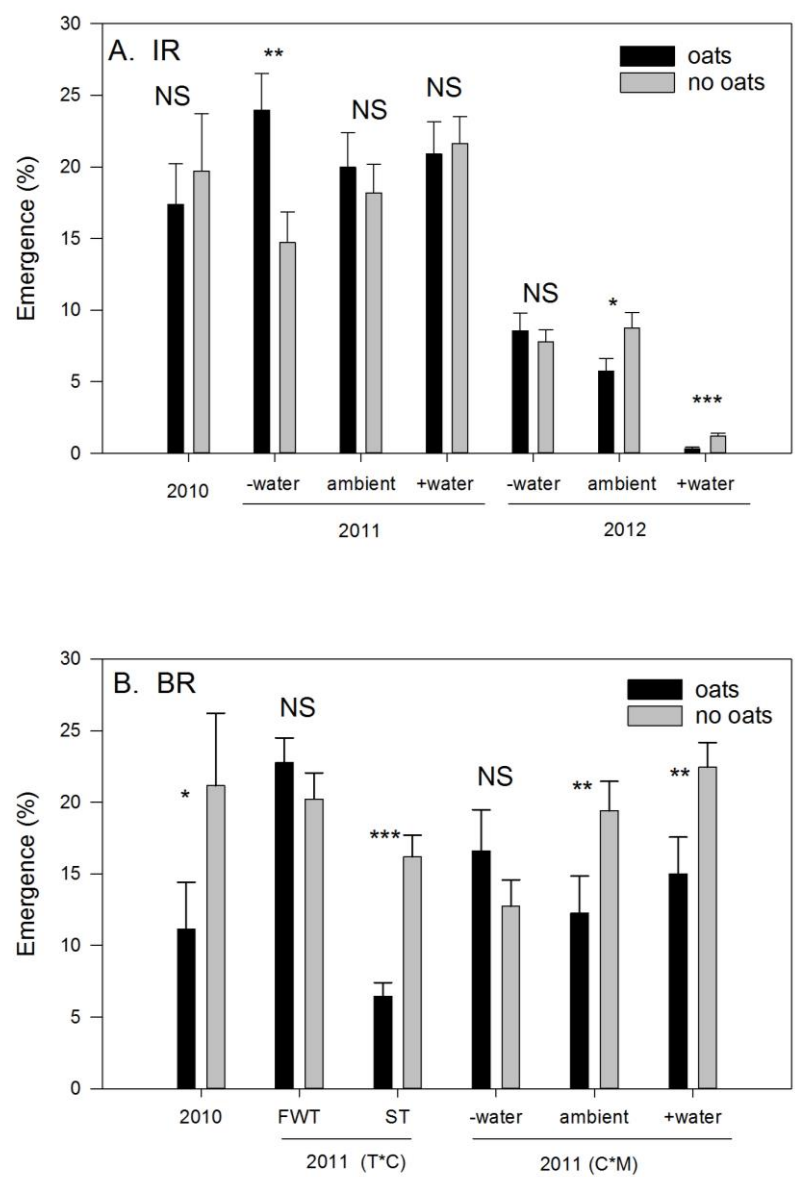 30
A. IR
**
oats
no oats
25
NS
NS
NS
20
15
10
NS
*
5
***
0
Emergence (%)
2010
-water
ambient
+water
-water
ambient
+water
2011
2012
30
B. BR
oats
no oats
NS
25
*
20
***
NS
**
**
15
10
5
0
Emergence (%)
2010
FWT
ST
-water
ambient
+water
2011 (T*C)
2011 (C*M)